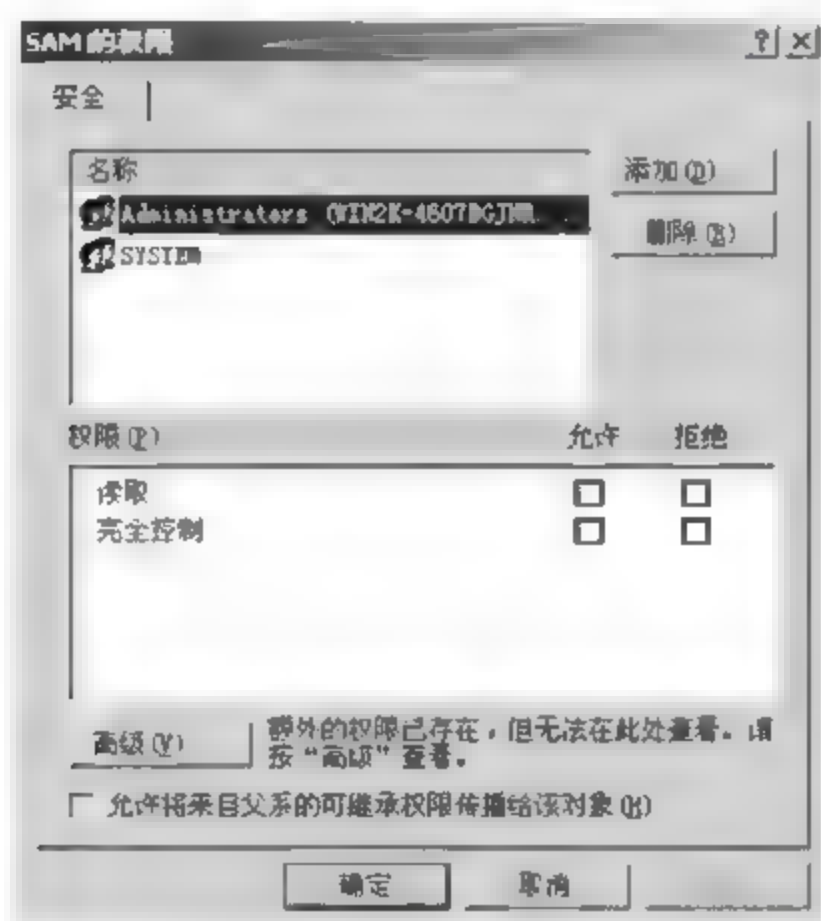 SAM 的权限
安全
名称
添加(D)
Administrators (WIN2K-4607BGJMR...
删除(R)
SYSTEM
权限(P)
允许 拒绝
读取
完全控制
高级(V)
额外的权限已存在，但无法在此处查看。请
按“高级”查看。
允许将来自父系的可继承权限传播给该对象(H)
确定
取消